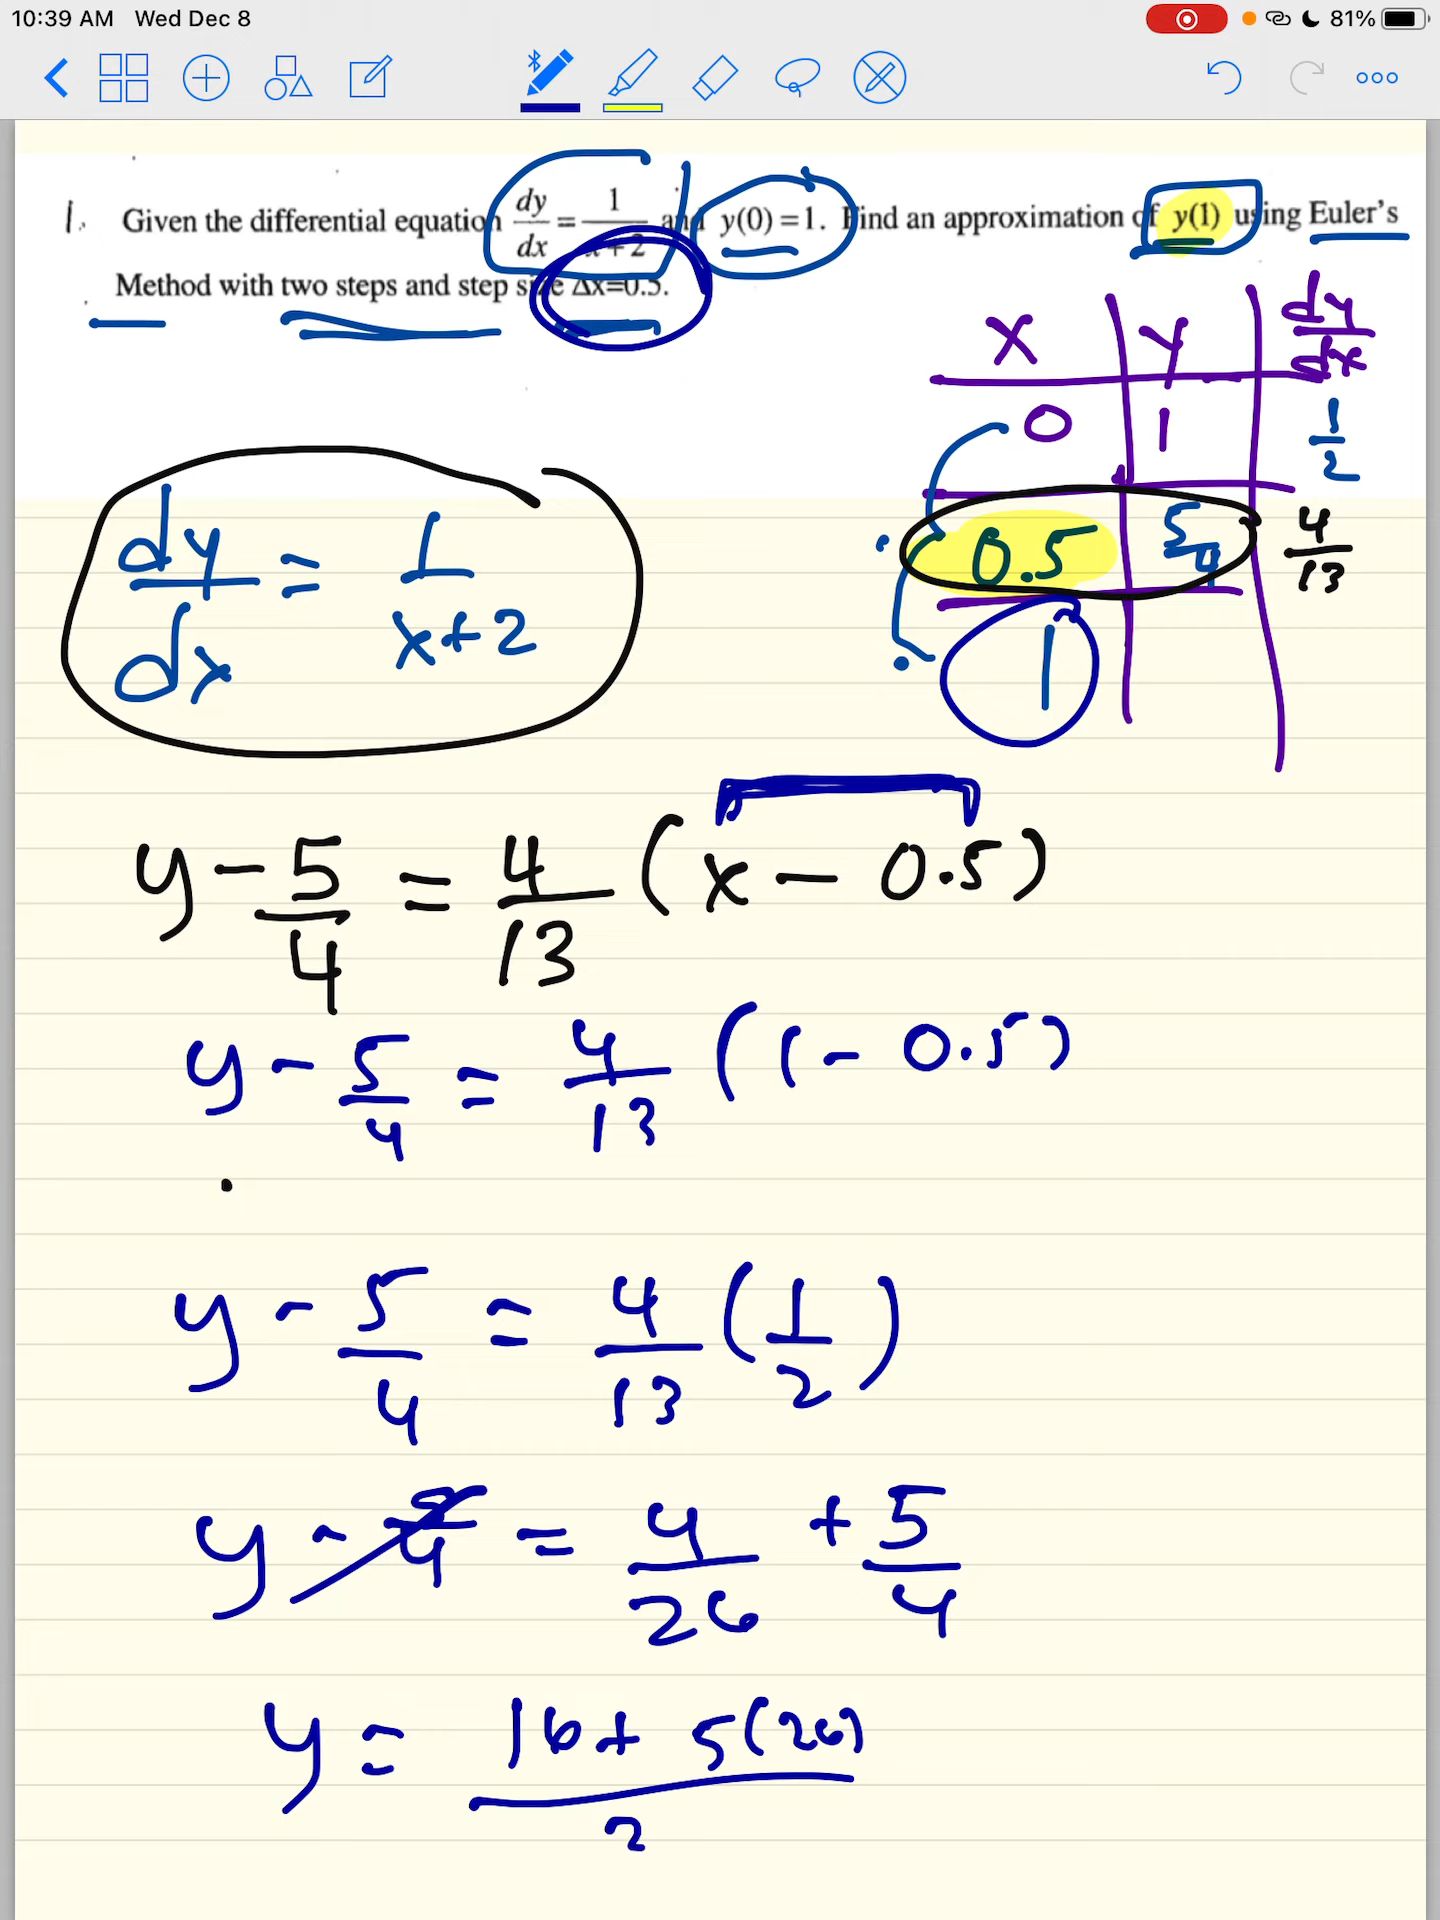 10:39 AM Wed Dec 8 81%
1. Given the differential equation dy/dx = 1/x+2 and y(0)=1. Find an approximation of y(1) using Euler's
Method with two steps and step size Δx=0.5.
x y dy/dx
0 1 1/2
0.5 5/4 4/13
1
dy/dx = 1/x+2
y - 5/4 = 4/13 (x - 0.5)
y - 5/4 = 4/13 (1 - 0.5)
y - 5/4 = 4/13 (1/2)
y - 5/4 = 4/26 + 5/4
y = 16+ 5(26)/2